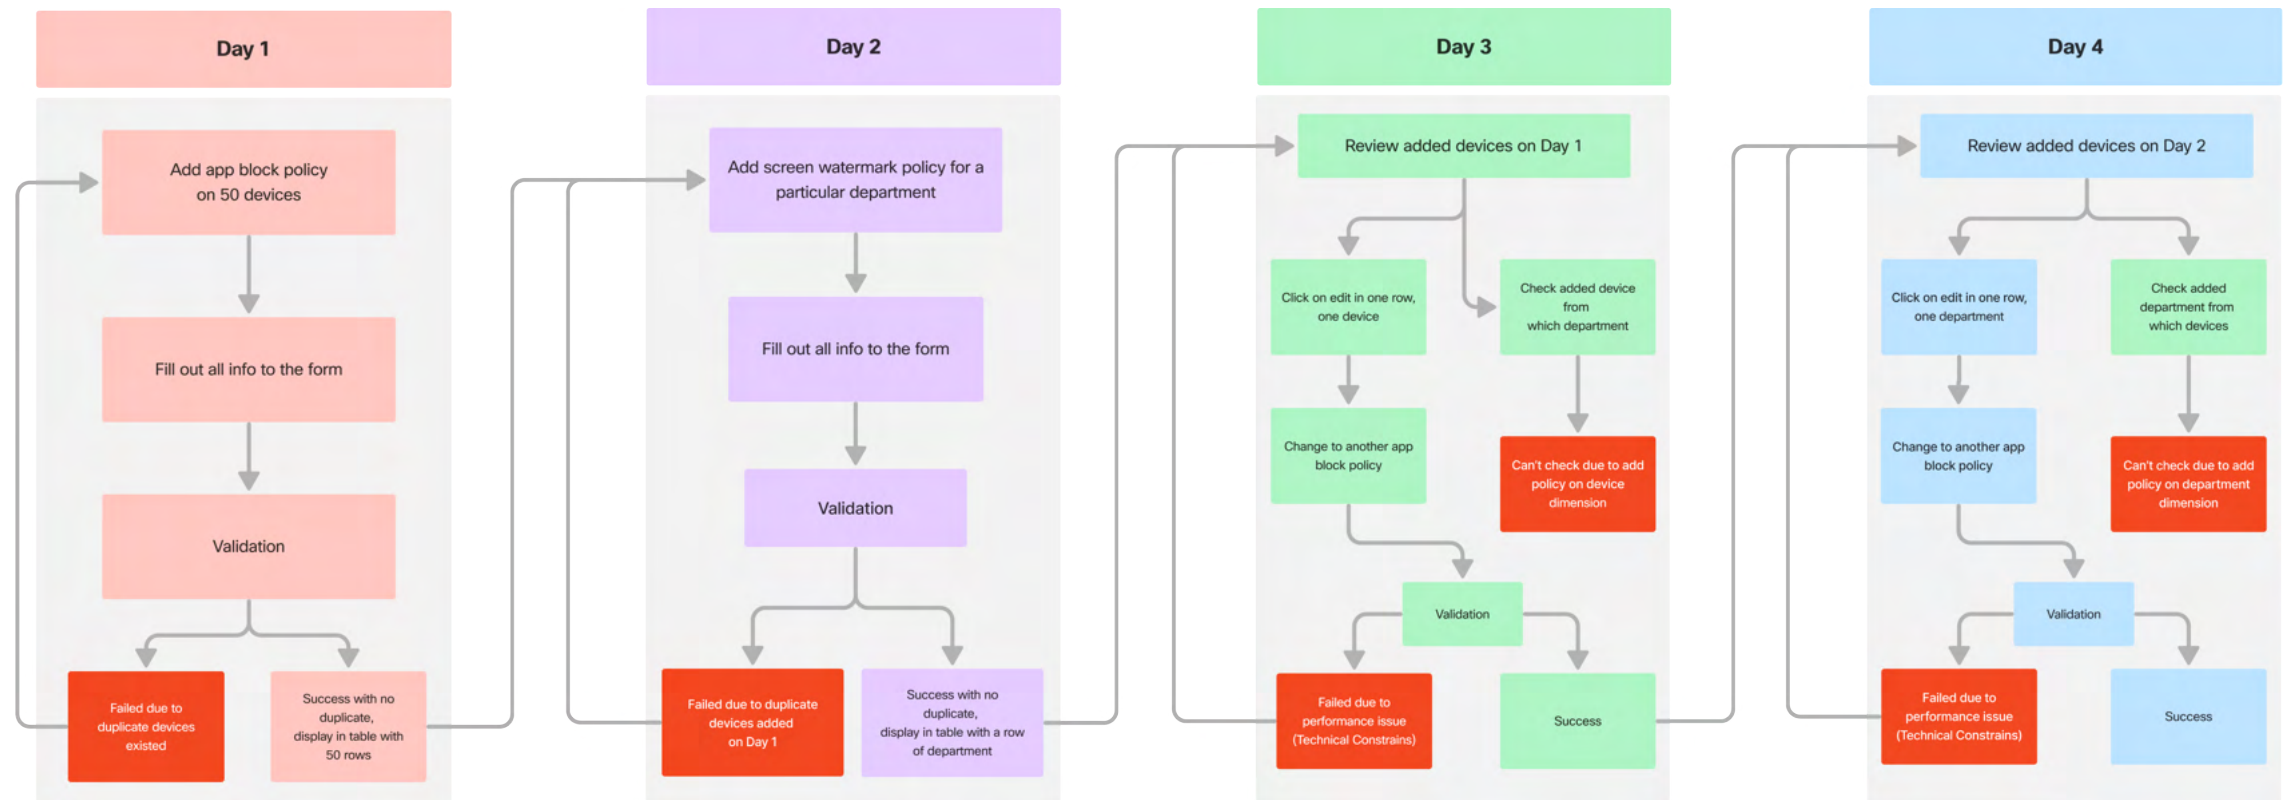 Day 1
Add app block policy
on 50 devices
Fill out all info to the form
Validation
Failed due to
duplicate devices
existed
Success with no
duplicate,
display in table with
50 rows
Day 2
Add screen watermark policy for a
particular department
Fill out all info to the form
Validation
Failed due to duplicate
devices added
on Day 1
Success with no
duplicate,
display in table with a row
of department
Day 3
Review added devices on Day 1
Click on edit in one row,
one device
Check added device
from
which department
Change to another app
block policy
Can't check due to add
policy on device
dimension
Validation
Failed due to
performance issue
(Technical Constrains)
Success
Day 4
Review added devices on Day 2
Click on edit in one row,
one department
Check added
department from
which devices
Change to another app
block policy
Can't check due to add
policy on department
dimension
Validation
Failed due to
performance issue
(Technical Constrains)
Success